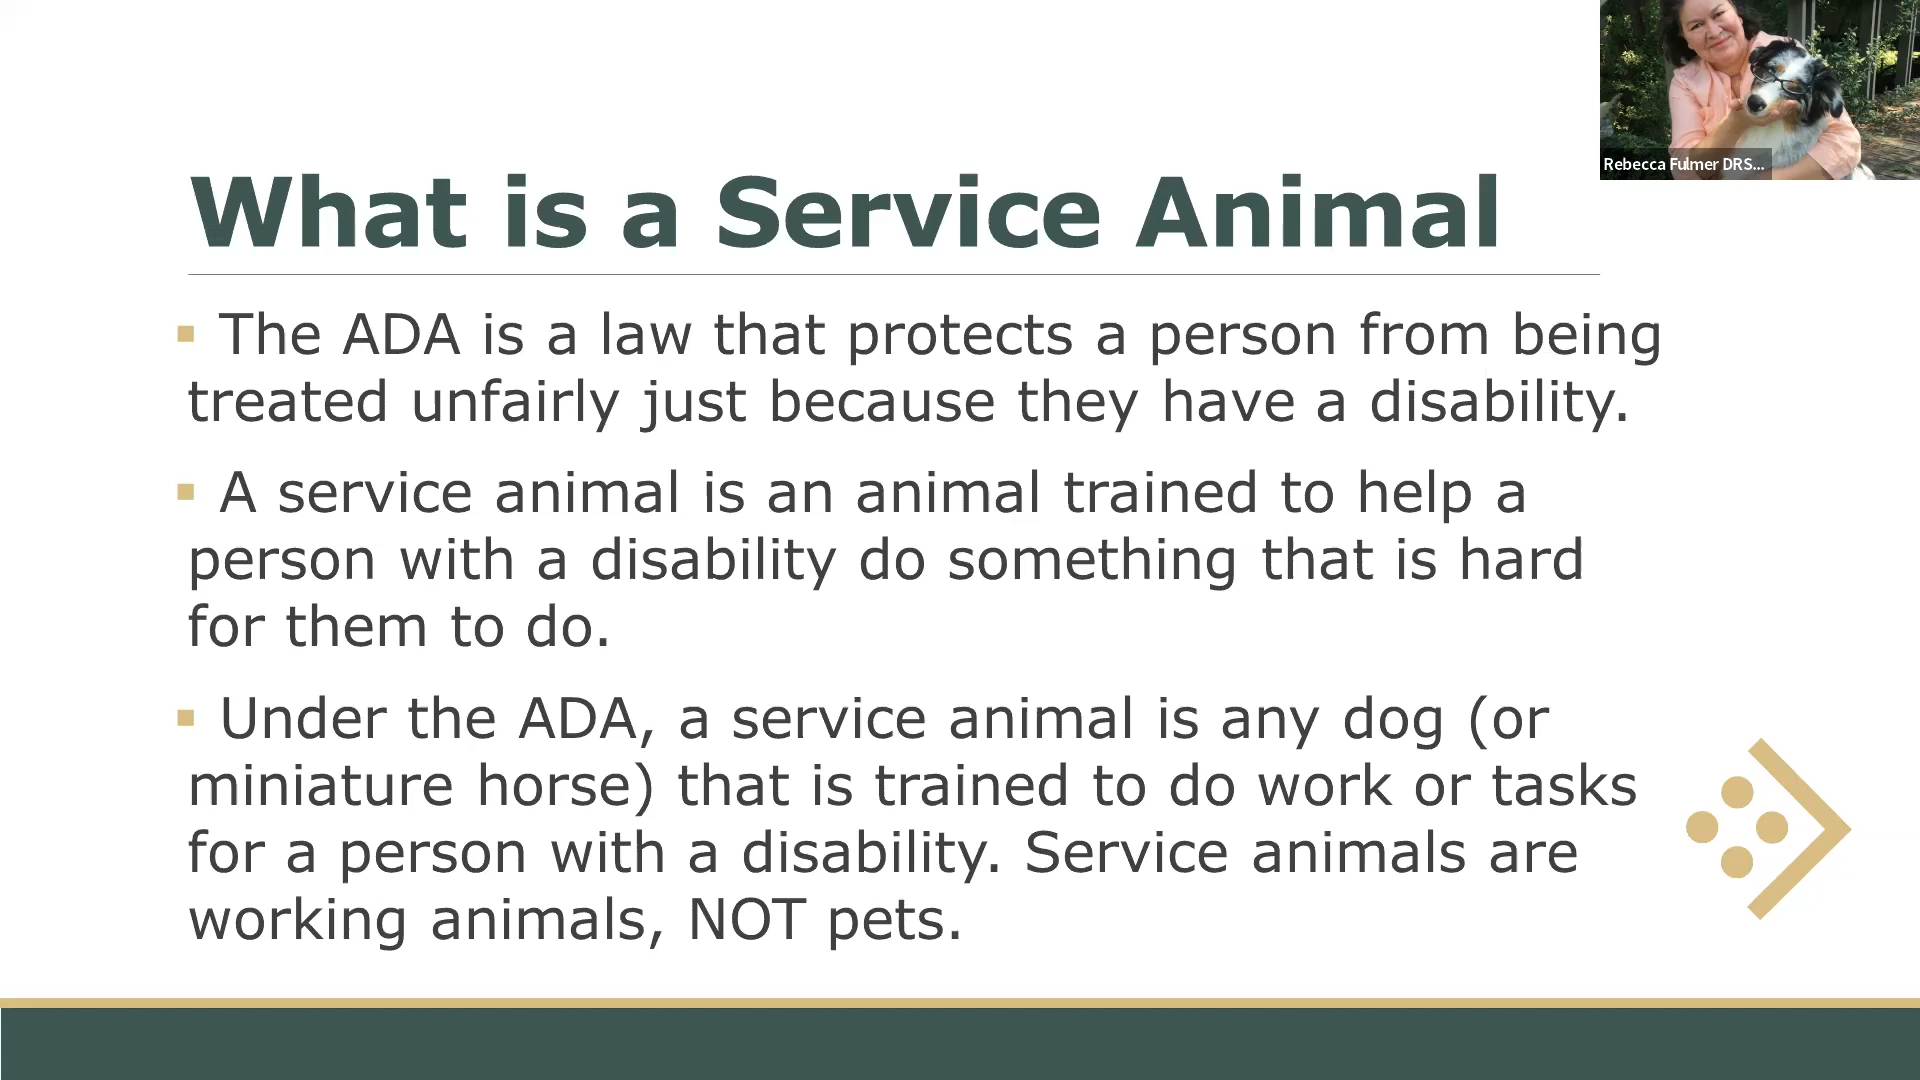 Rebecca Fulmer DRS...
What is a Service Animal
▪ The ADA is a law that protects a person from being
treated unfairly just because they have a disability.
▪ A service animal is an animal trained to help a
person with a disability do something that is hard
for them to do.
▪ Under the ADA, a service animal is any dog (or
miniature horse) that is trained to do work or tasks
for a person with a disability. Service animals are
working animals, NOT pets.